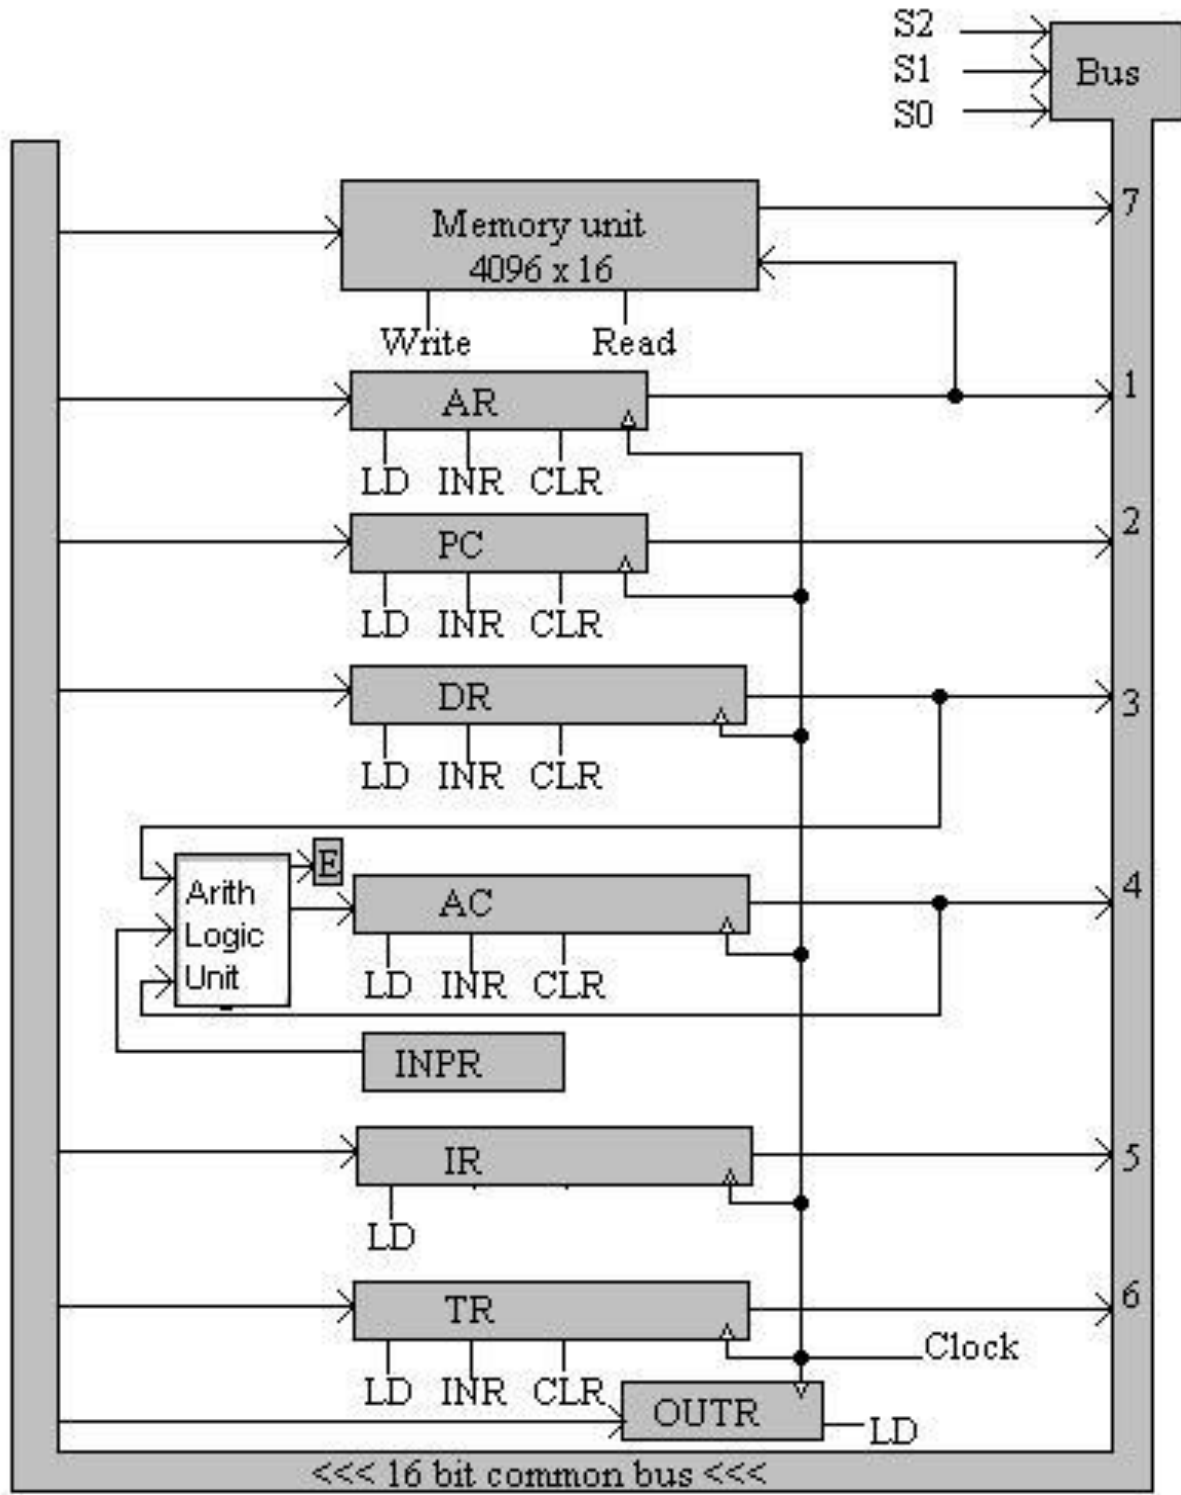 S2
S1
S0
Bus
7
Memory unit
4096 x 16
Write Read
1
AR
LD INR CLR
2
PC
LD INR CLR
3
DR
LD INR CLR
4
E
Arith
Logic
Unit
AC
LD INR CLR
INPR
5
IR
LD
6
TR
Clock
LD INR CLR
OUTR
LD
<<< 16 bit common bus <<<